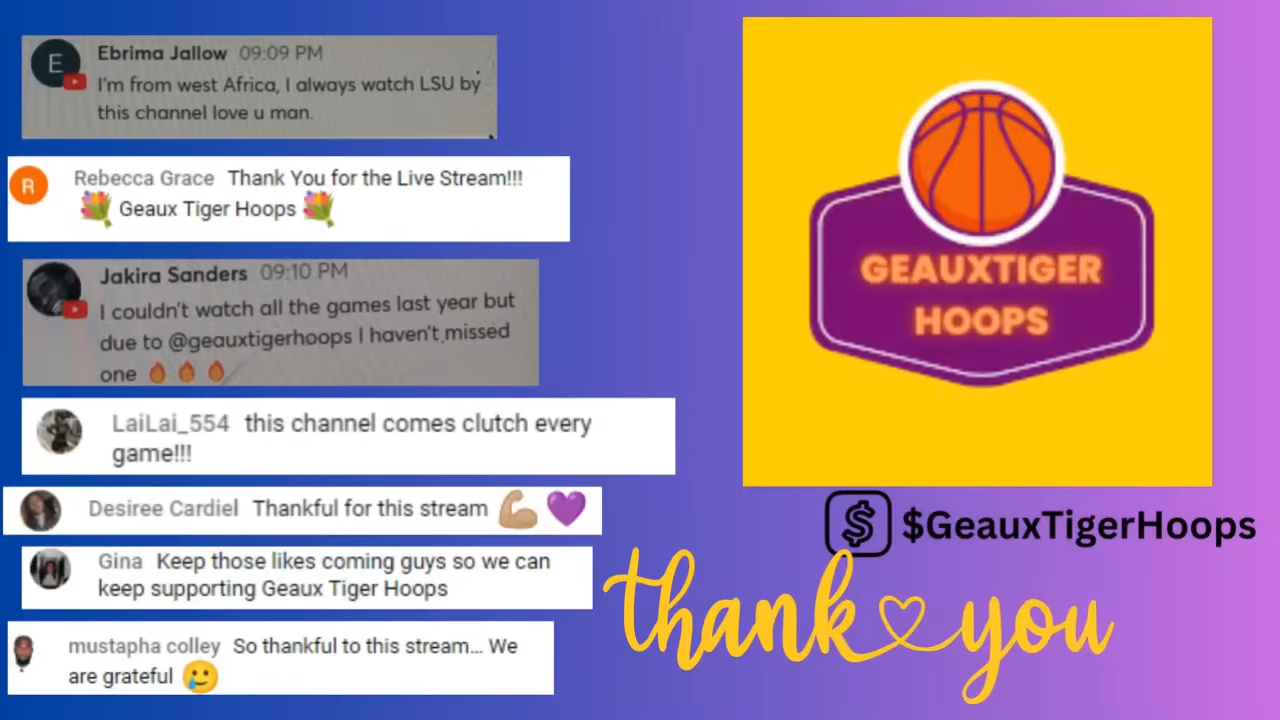 E
Ebrima Jallow 09:09 PM
I'm from west Africa, I always watch LSU by
this channel love u man.
R
Rebecca Grace Thank You for the Live Stream!!!
💐 Geaux Tiger Hoops 💐
Jakira Sanders 09:10 PM
I couldn't watch all the games last year but
due to @geauxtigerhoops I haven't missed
one 🔥 🔥 🔥
LaiLai_554 this channel comes clutch every
game!!!
Desiree Cardiel Thankful for this stream 💪🏼 💜
Gina Keep those likes coming guys so we can
keep supporting Geaux Tiger Hoops
mustapha colley So thankful to this stream... We
are grateful 🥲
GEAUXTIGER
HOOPS
$ $GeauxTigerHoops
thank you